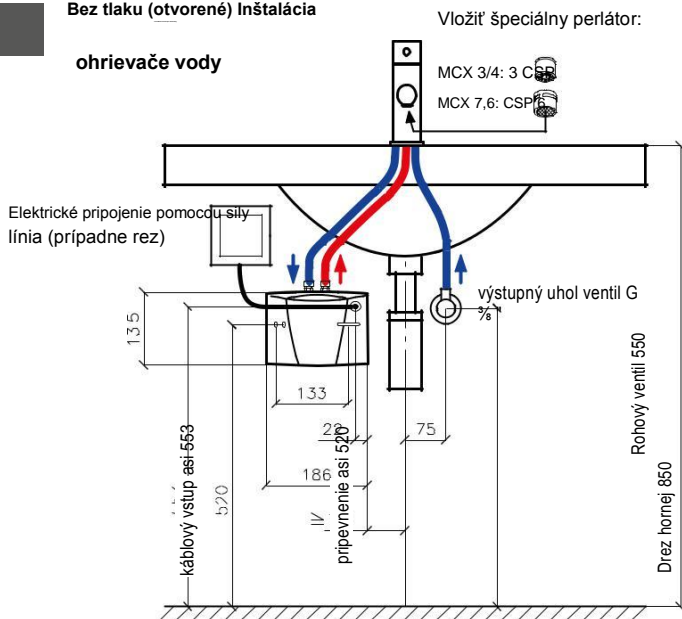 Bez tlaku (otvorené) Inštalácia
ohrievače vody
Vložiť špeciálny perlátor:
MCX 3/4: 3 CSP
MCX 7,6: CSP 6
Elektrické pripojenie pomocou sily
línia (prípadne rez)
výstupný uhol ventil G
⅜
135
133
22
75
186
520
káblový vstup asi 553
pripevnenie asi 520
Rohový ventil 550
Drez hornej 850